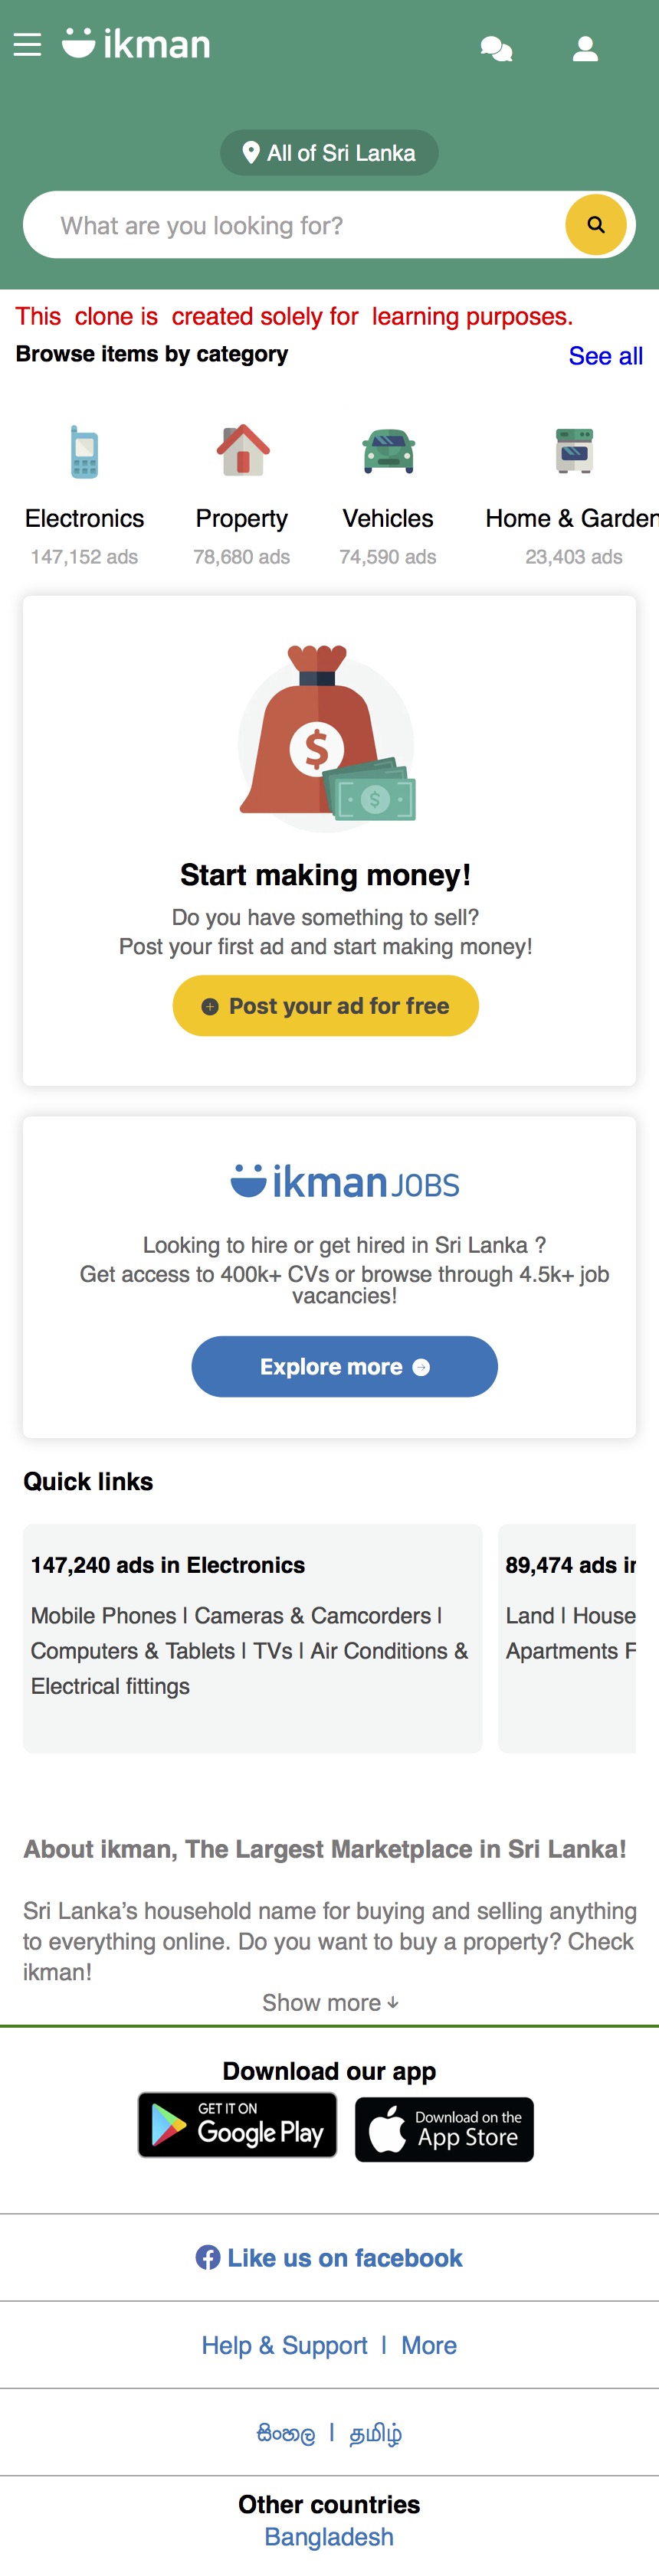 ikman
All of Sri Lanka
What are you looking for?
This clone is created solely for learning purposes.
Browse items by category
See all
Electronics
Property
Vehicles
Home & Garden
147,152 ads
78,680 ads
74,590 ads
23,403 ads
$
$
Start making money!
Do you have something to sell?
Post your first ad and start making money!
Post your ad for free
ikman JOBS
Looking to hire or get hired in Sri Lanka ?
Get access to 400k+ CVs or browse through 4.5k+ job
vacancies!
Explore more
Quick links
147,240 ads in Electronics
Mobile Phones | Cameras & Camcorders |
Computers & Tablets | TVs | Air Conditions &
Electrical fittings
89,474 ads in
Land | House
Apartments F
About ikman, The Largest Marketplace in Sri Lanka!
Sri Lanka’s household name for buying and selling anything
to everything online. Do you want to buy a property? Check
ikman!
Show more
Download our app
GET IT ON
Google Play
Download on the
App Store
Like us on facebook
Help & Support | More
සිංහල | தமிழ்
Other countries
Bangladesh